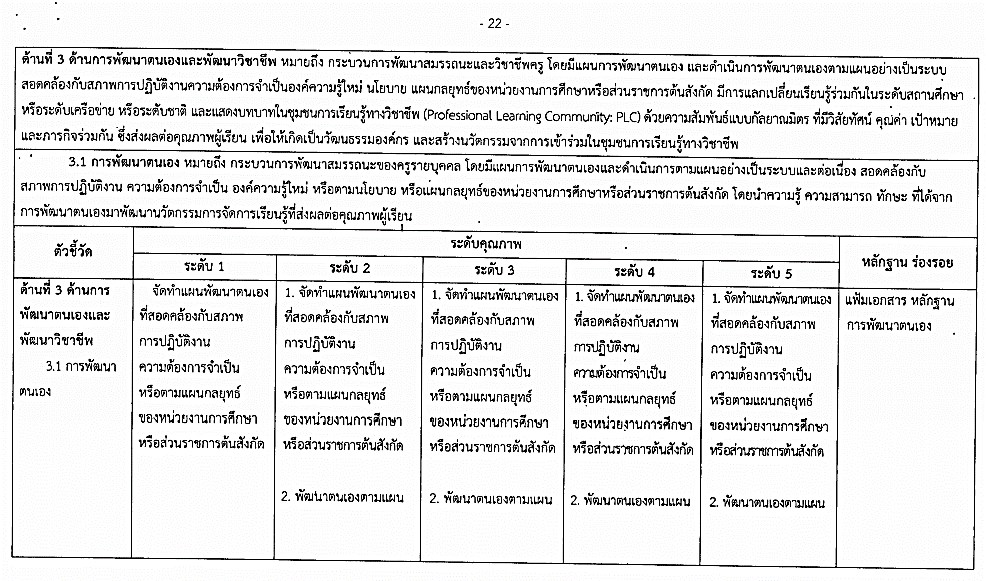 - 22 -
ด้านที่ 3 ด้านการพัฒนาตนเองและพัฒนาวิชาชีพ หมายถึง กระบวนการพัฒนาสมรรถนะและวิชาชีพครู โดยมีแผนการพัฒนาตนเอง และดำเนินการพัฒนาตนเองตามแผนอย่างเป็นระบบ
สอดคล้องกับสภาพการปฏิบัติงานความต้องการจำเป็นองค์ความรู้ใหม่ นโยบาย แผนกลยุทธ์ของหน่วยงานการศึกษาหรือส่วนราชการต้นสังกัด มีการแลกเปลี่ยนเรียนรู้ร่วมกันในระดับสถานศึกษา
หรือระดับเครือข่าย หรือระดับชาติ และแสดงบทบาทในชุมชนการเรียนรู้ทางวิชาชีพ (Professional Learning Community: PLC) ด้วยความสัมพันธ์แบบกัลยาณมิตร ที่มีวิสัยทัศน์ คุณค่า เป้าหมาย
และภารกิจร่วมกัน ซึ่งส่งผลต่อคุณภาพผู้เรียน เพื่อให้เกิดเป็นวัฒนธรรมองค์กร และสร้างนวัตกรรมจากการเข้าร่วมในชุมชนการเรียนรู้ทางวิชาชีพ
3.1 การพัฒนาตนเอง หมายถึง กระบวนการพัฒนาสมรรถนะของครูรายบุคคล โดยมีแผนการพัฒนาตนเองและดำเนินการตามแผนอย่างเป็นระบบและต่อเนื่อง สอดคล้องกับ
สภาพการปฏิบัติงาน ความต้องการจำเป็น องค์ความรู้ใหม่ หรือตามนโยบาย หรือแผนกลยุทธ์ของหน่วยงานการศึกษาหรือส่วนราชการต้นสังกัด โดยนำความรู้ ความสามารถ ทักษะ ที่ได้จาก
การพัฒนาตนเองมาพัฒนานวัตกรรมการจัดการเรียนรู้ที่ส่งผลต่อคุณภาพผู้เรียน
ตัวชี้วัด
ระดับคุณภาพ
หลักฐาน ร่องรอย
ระดับ 1
ระดับ 2
ระดับ 3
ระดับ 4
ระดับ 5
ด้านที่ 3 ด้านการ
พัฒนาตนเองและ
พัฒนาวิชาชีพ
3.1 การพัฒนา
ตนเอง
จัดทำแผนพัฒนาตนเอง
ที่สอดคล้องกับสภาพ
การปฏิบัติงาน
ความต้องการจำเป็น
หรือตามแผนกลยุทธ์
ของหน่วยงานการศึกษา
หรือส่วนราชการต้นสังกัด
1. จัดทำแผนพัฒนาตนเอง
ที่สอดคล้องกับสภาพ
การปฏิบัติงาน
ความต้องการจำเป็น
หรือตามแผนกลยุทธ์
ของหน่วยงานการศึกษา
หรือส่วนราชการต้นสังกัด
2. พัฒนาตนเองตามแผน
1. จัดทำแผนพัฒนาตนเอง
ที่สอดคล้องกับสภาพ
การปฏิบัติงาน
ความต้องการจำเป็น
หรือตามแผนกลยุทธ์
ของหน่วยงานการศึกษา
หรือส่วนราชการต้นสังกัด
2. พัฒนาตนเองตามแผน
1. จัดทำแผนพัฒนาตนเอง
ที่สอดคล้องกับสภาพ
การปฏิบัติงาน
ความต้องการจำเป็น
หรือตามแผนกลยุทธ์
ของหน่วยงานการศึกษา
หรือส่วนราชการต้นสังกัด
2. พัฒนาตนเองตามแผน
1. จัดทำแผนพัฒนาตนเอง
ที่สอดคล้องกับสภาพ
การปฏิบัติงาน
ความต้องการจำเป็น
หรือตามแผนกลยุทธ์
ของหน่วยงานการศึกษา
หรือส่วนราชการต้นสังกัด
2. พัฒนาตนเองตามแผน
แฟ้มเอกสาร หลักฐาน
การพัฒนาตนเอง